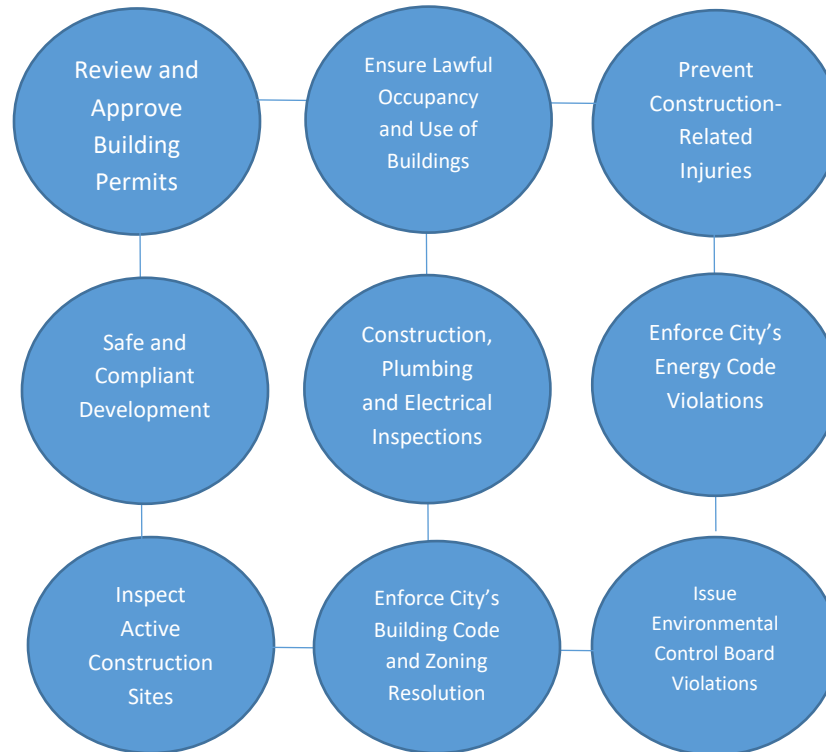 Review and
Approve
Building
Permits
Ensure Lawful
Occupancy
and Use of
Buildings
Prevent
Construction-
Related
Injuries
Safe and
Compliant
Development
Construction,
Plumbing
and Electrical
Inspections
Enforce City’s
Energy Code
Violations
Inspect
Active
Construction
Sites
Enforce City’s
Building Code
and Zoning
Resolution
Issue
Environmental
Control Board
Violations